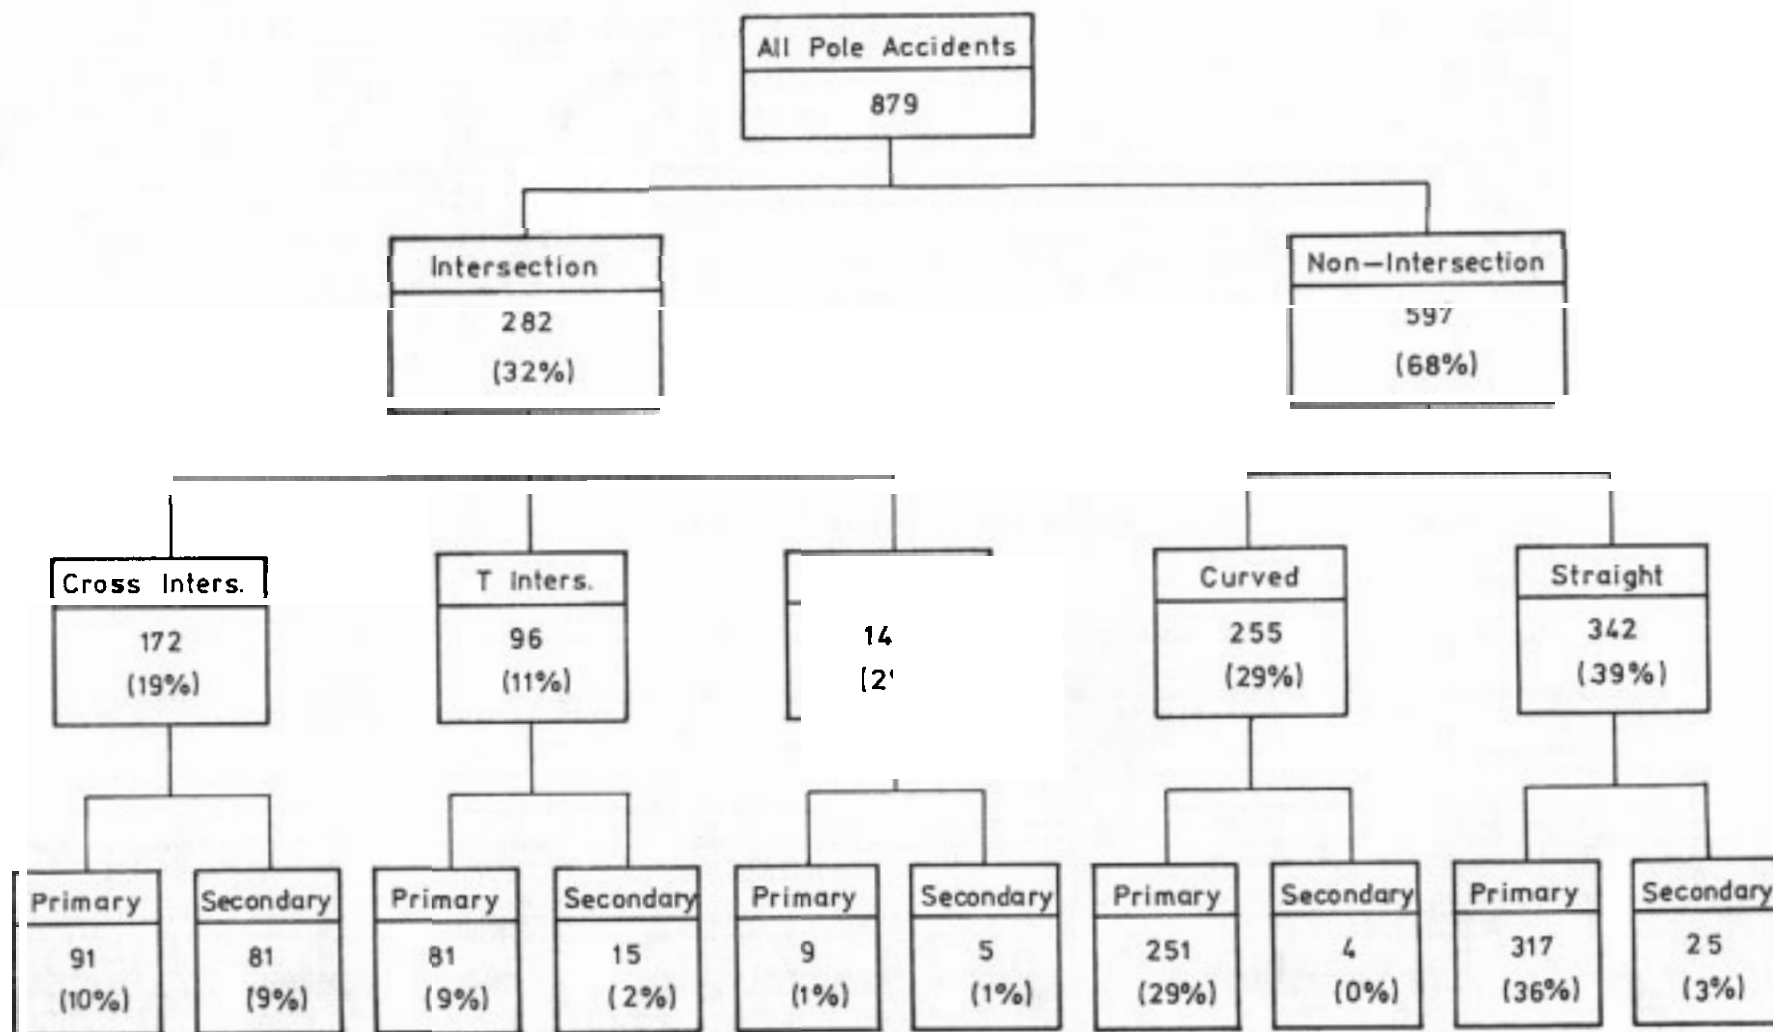 All Pole Accidents
879
Intersection
282
(32%)
Non-Intersection
597
(68%)
Cross Inters.
172
(19%)
T Inters.
96
(11%)
14
(2
Curved
255
(29%)
Straight
342
(39%)
Primary
91
(10%)
Secondary
81
(9%)
Primary
81
(9%)
Secondary
15
(2%)
Primary
9
(1%)
Secondary
5
(1%)
Primary
251
(29%)
Secondary
4
(0%)
Primary
317
(36%)
Secondary
25
(3%)